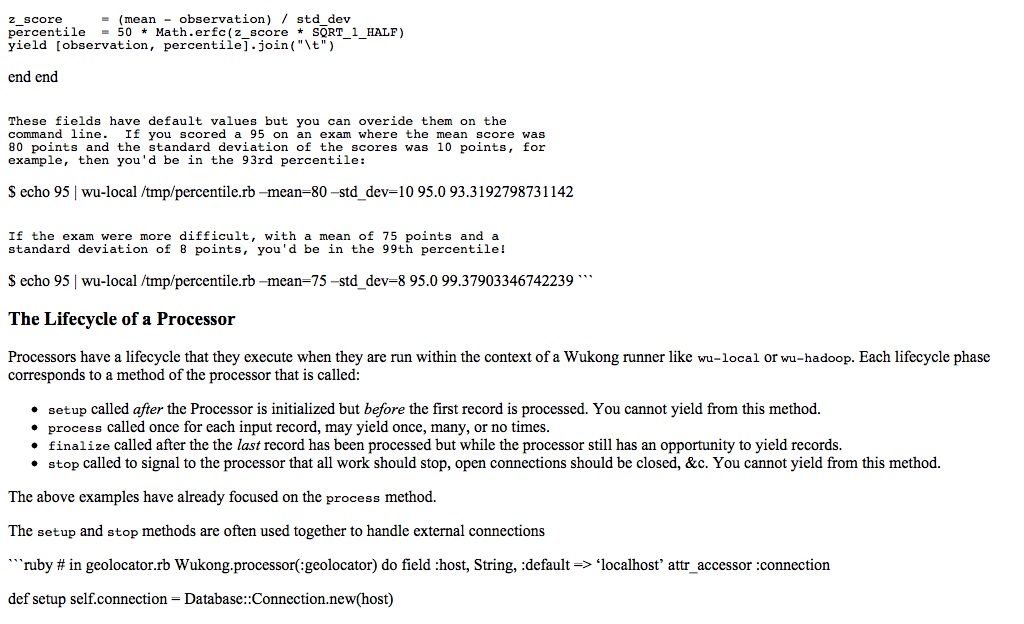 z_score     = (mean - observation) / std_dev
percentile  = 50 * Math.erfc(z_score * SQRT_1_HALF)
yield [observation, percentile].join("\t")
end end
These fields have default values but you can overide them on the
command line.  If you scored a 95 on an exam where the mean score was
80 points and the standard deviation of the scores was 10 points, for
example, then you'd be in the 93rd percentile:
$ echo 95 | wu-local /tmp/percentile.rb –mean=80 –std_dev=10 95.0 93.3192798731142
If the exam were more difficult, with a mean of 75 points and a
standard deviation of 8 points, you'd be in the 99th percentile!
$ echo 95 | wu-local /tmp/percentile.rb –mean=75 –std_dev=8 95.0 99.37903346742239 ```
The Lifecycle of a Processor
Processors have a lifecycle that they execute when they are run within the context of a Wukong runner like wu-local or wu-hadoop. Each lifecycle phase
corresponds to a method of the processor that is called:
• setup called after the Processor is initialized but before the first record is processed. You cannot yield from this method.
• process called once for each input record, may yield once, many, or no times.
• finalize called after the the last record has been processed but while the processor still has an opportunity to yield records.
• stop called to signal to the processor that all work should stop, open connections should be closed, &c. You cannot yield from this method.
The above examples have already focused on the process method.
The setup and stop methods are often used together to handle external connections
```ruby # in geolocator.rb Wukong.processor(:geolocator) do field :host, String, :default => ‘localhost’ attr_accessor :connection
def setup self.connection = Database::Connection.new(host)